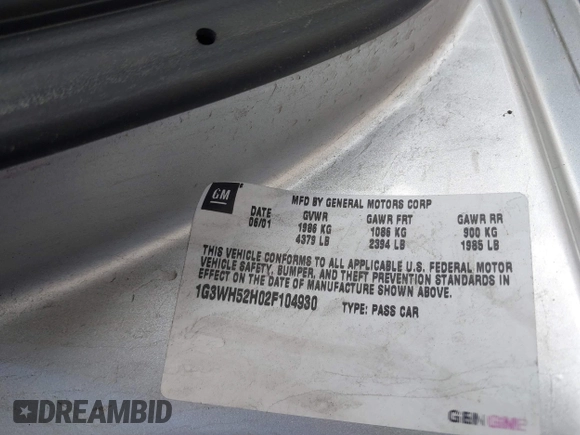 GM
MFD BY GENERAL MOTORS CORP
DATE GVWR GAWR FRT GAWR RR
06/01 1986 KG 1086 KG 900 KG
4379 LB 2394 LB 1985 LB
THIS VEHICLE CONFORMS TO ALL APPLICABLE U.S. FEDERAL MOTOR
VEHICLE SAFETY, BUMPER, AND THEFT PREVENTION STANDARDS IN
EFFECT ON THE DATE OF MANUFACTURE SHOWN ABOVE.
1G3WH52H02F104930 TYPE: PASS CAR
DREAMBID